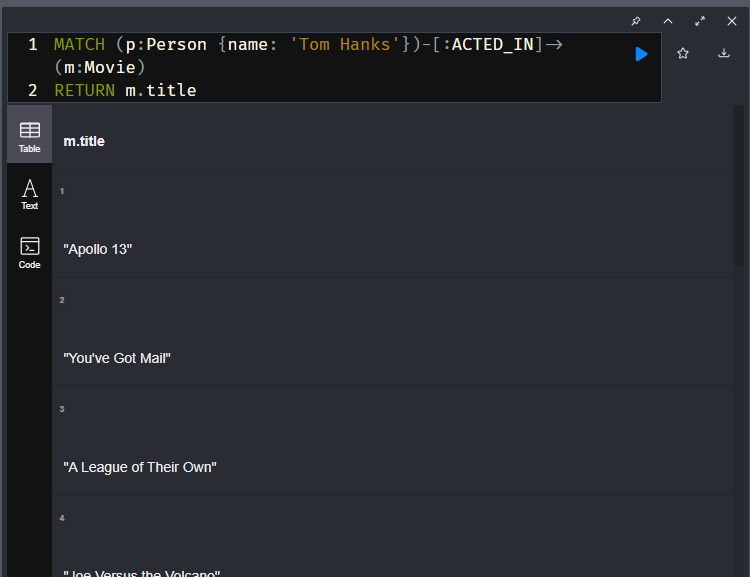 1 MATCH (p:Person {name: 'Tom Hanks'})-[:ACTED_IN]->
(m:Movie)
2 RETURN m.title
Table
m.title
1
Text
"Apollo 13"
Code
2
"You've Got Mail"
3
"A League of Their Own"
4
"Joe Versus the Volcano"